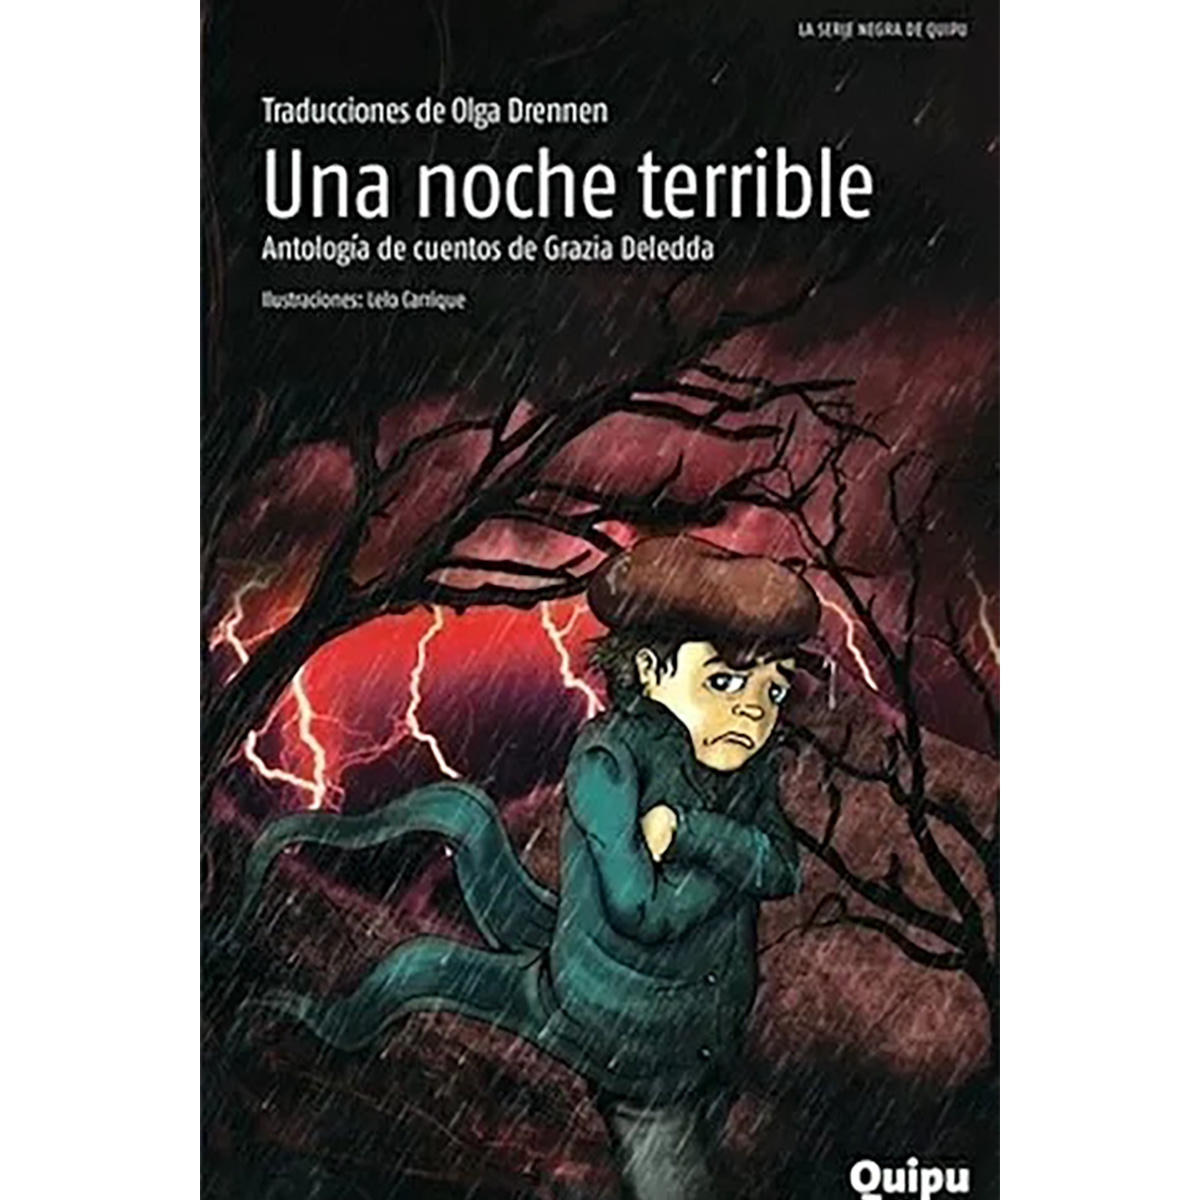 LA SERIE NEGRA DE QUIPU
Traducciones de Olga Drennen
Una noche terrible
Antología de cuentos de Grazia Deledda
Ilustraciones: Lelo Carrique
Quipu